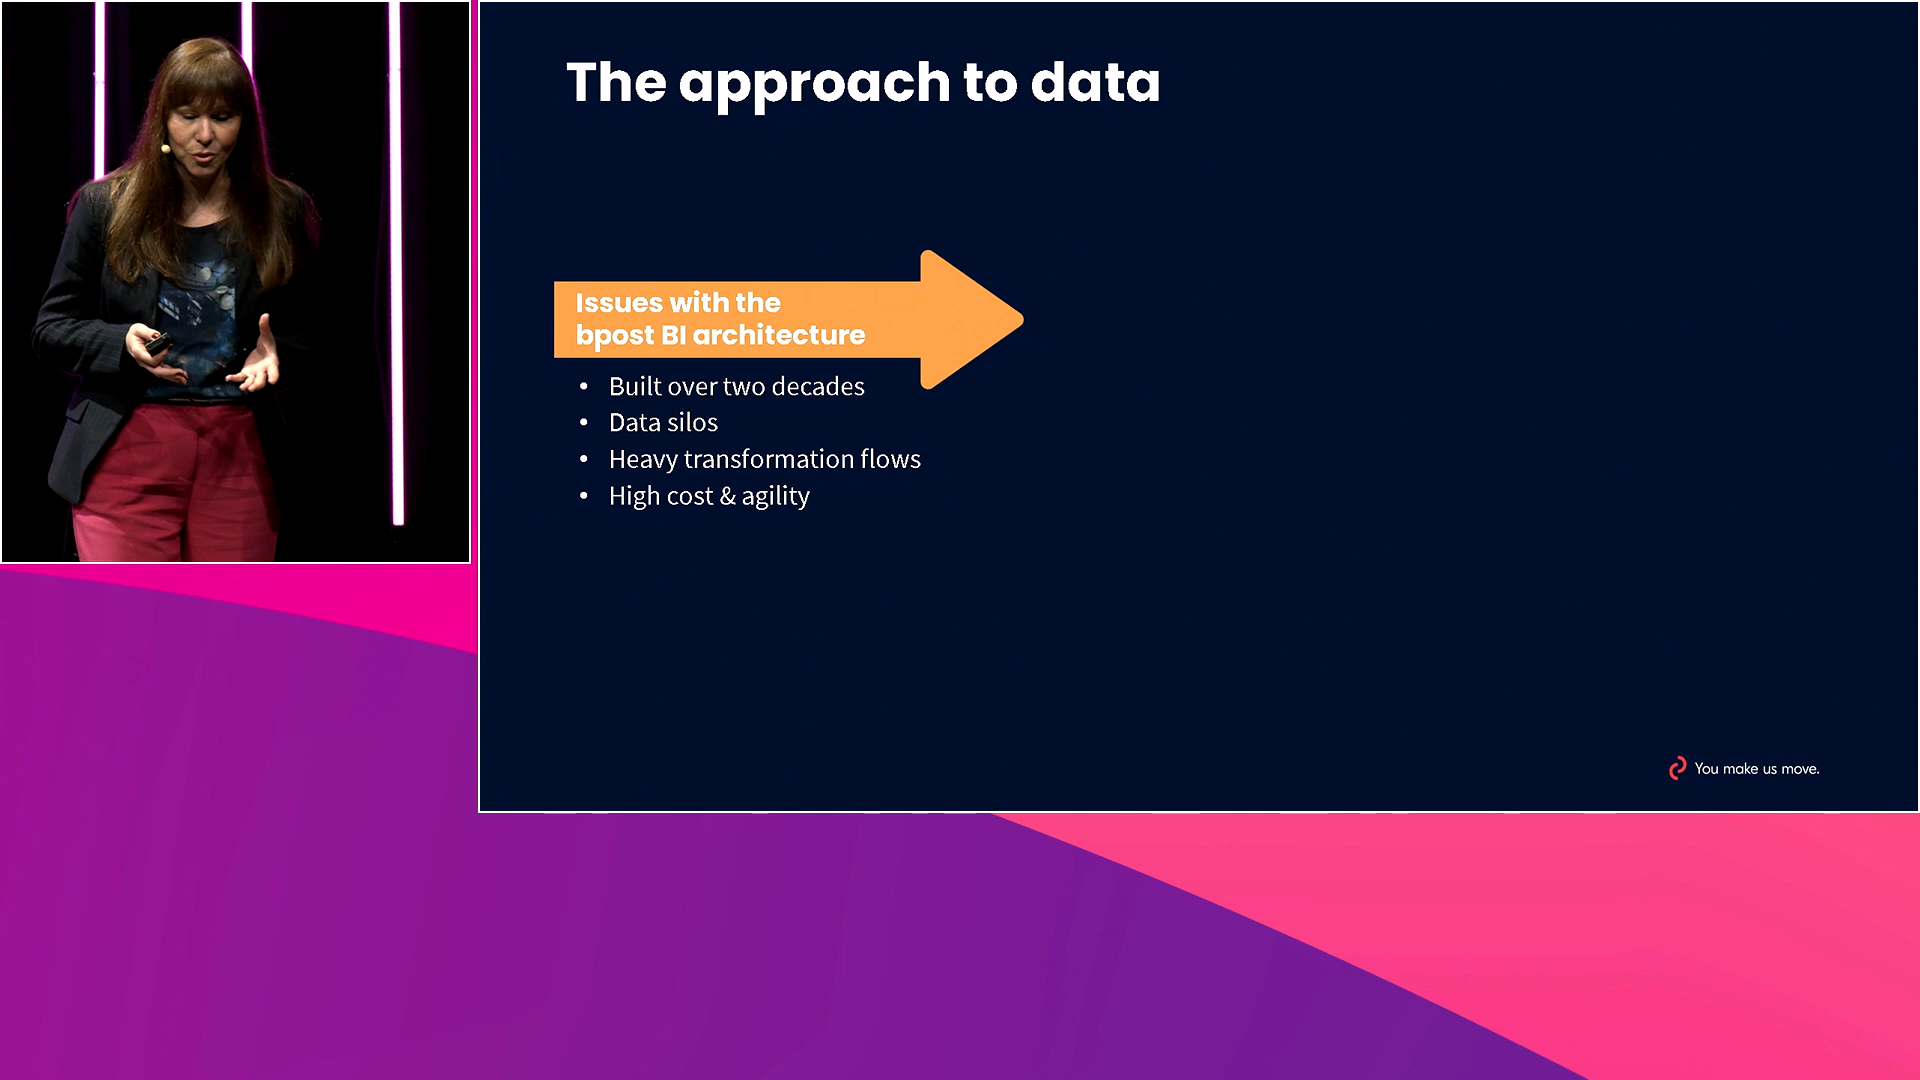 The approach to data
Issues with the
bpost BI architecture
• Built over two decades
• Data silos
• Heavy transformation flows
• High cost & agility
You make us move.